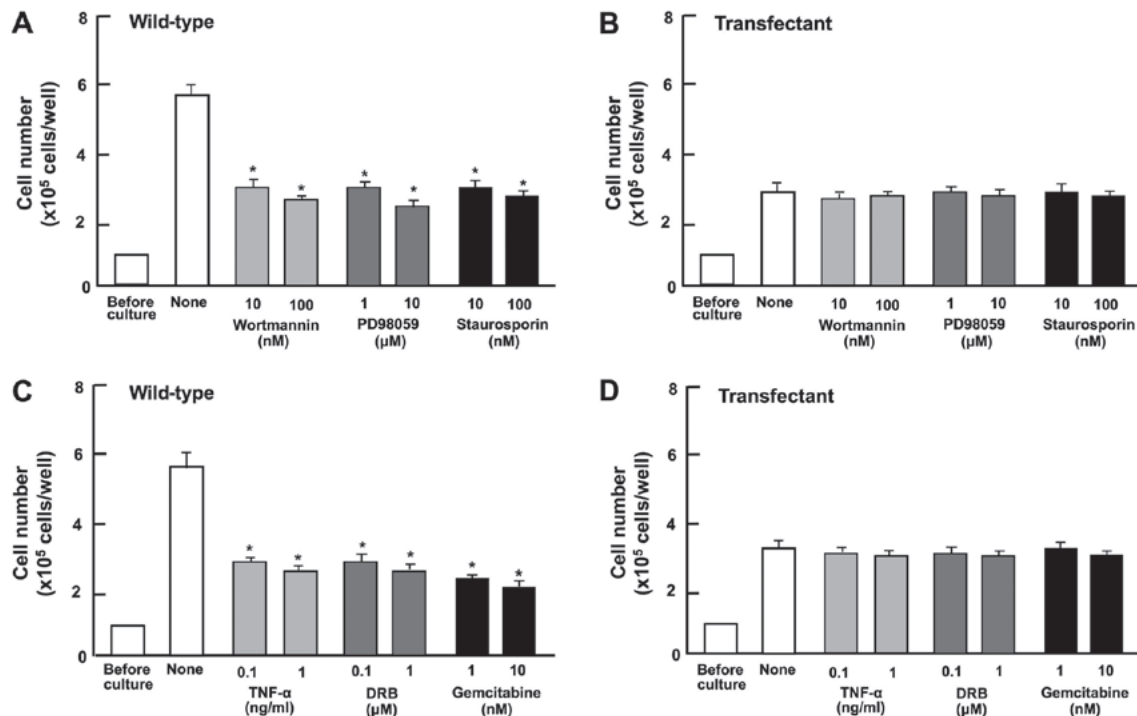 A Wild-type
Cell number
(x10⁵ cells/well)
8
6
4
2
0
* * * * * *
Before culture None 10 100 1 10 10 100
Wortmannin (nM) PD98059 (µM) Staurosporin (nM)
B Transfectant
Cell number
(x10⁵ cells/well)
8
6
4
2
0
Before culture None 10 100 1 10 10 100
Wortmannin (nM) PD98059 (µM) Staurosporin (nM)
C Wild-type
Cell number
(x10⁵ cells/well)
8
6
4
2
0
* * * * * *
Before culture None 0.1 1 0.1 1 1 10
TNF-α (ng/ml) DRB (µM) Gemcitabine (nM)
D Transfectant
Cell number
(x10⁵ cells/well)
8
6
4
2
0
Before culture None 0.1 1 0.1 1 1 10
TNF-α (ng/ml) DRB (µM) Gemcitabine (nM)